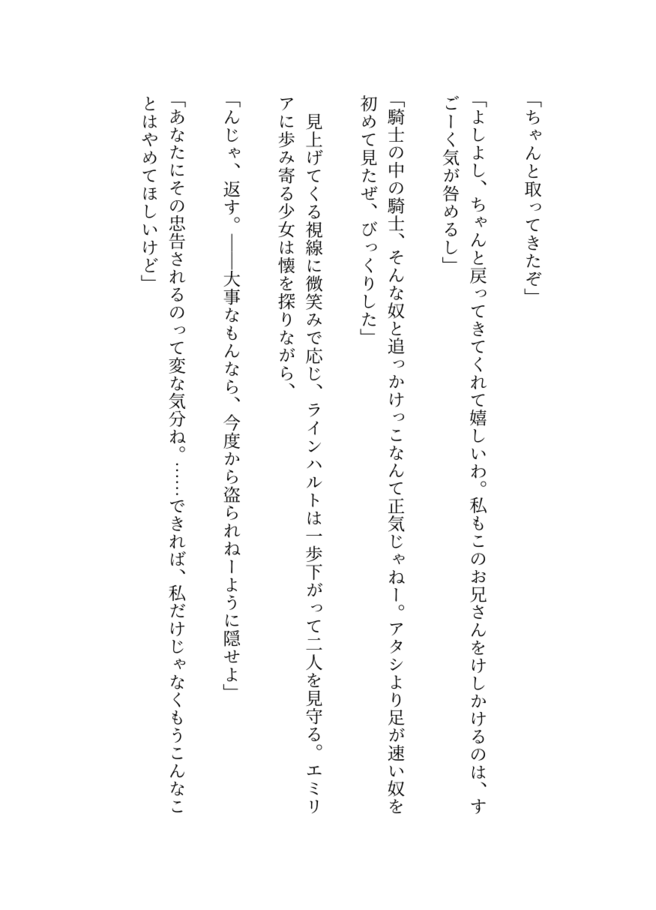 「ちゃんと取ってきたぞ」
「よしよし、ちゃんと戻ってきてくれて嬉しいわ。私もこのお兄さんをけしかけるのは、す
ごーく気が咎めるし」
「騎士の中の騎士、そんな奴と追っかけっこなんて正気じゃねー。アタシより足が速い奴を
初めて見たぜ、びっくりした」
　見上げてくる視線に微笑みで応じ、ラインハルトは一歩下がって二人を見守る。エミリ
アに歩み寄る少女は懐を探りながら、
「んじゃ、返す。――大事なもんなら、今度から盗られねーように隠せよ」
「あなたにその忠告されるのって変な気分ね。……できれば、私だけじゃなくもうこんなこ
とはやめてほしいけど」